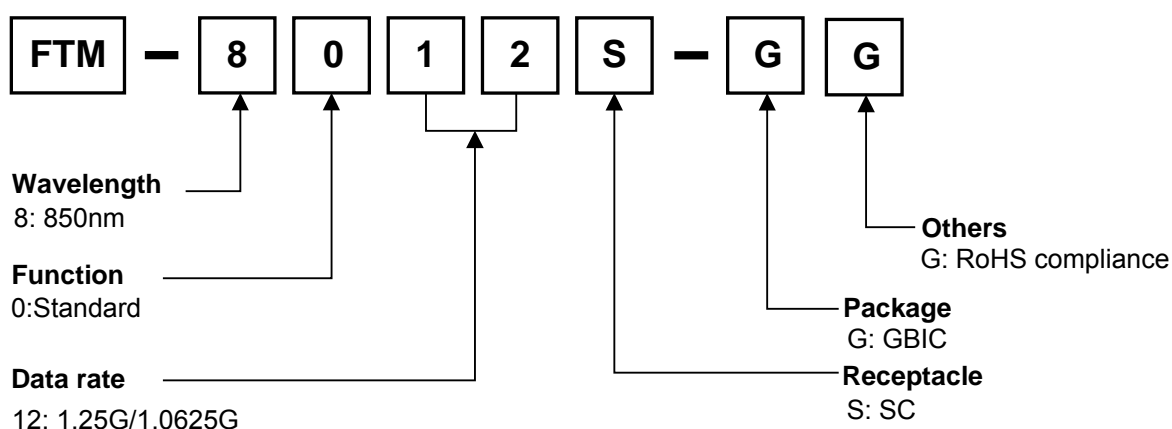 FTM - 8 0 1 2 S - G G
Wavelength
8: 850nm
Function
0:Standard
Data rate
12: 1.25G/1.0625G
Others
G: RoHS compliance
Package
G: GBIC
Receptacle
S: SC